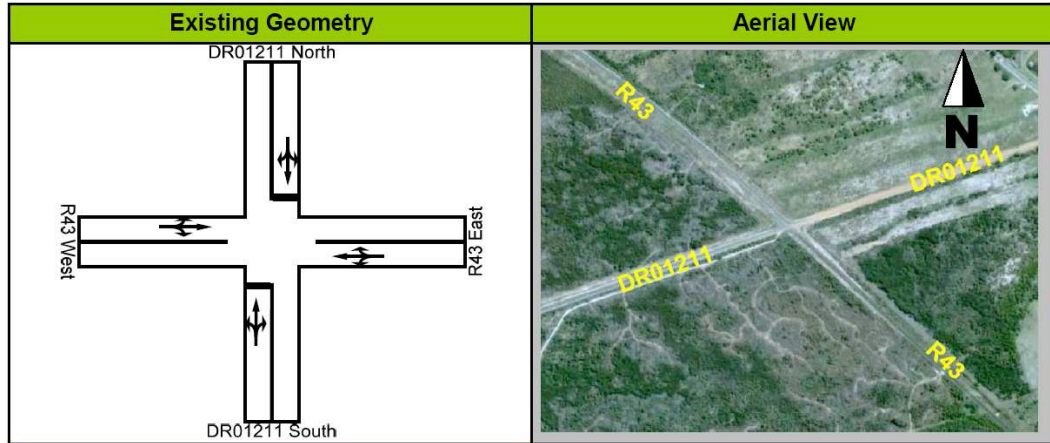 Existing Geometry
Aerial View
DR01211 North
R43 West
R43 East
DR01211 South
R43
N
DR01211
DR01211
R43